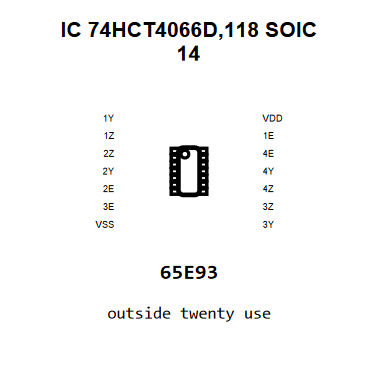 IC 74HCT4066D,118 SOIC
14
1Y VDD
1Z 1E
2Z 4E
2Y 4Y
2E 4Z
3E 3Z
VSS 3Y
65E93
outside twenty use